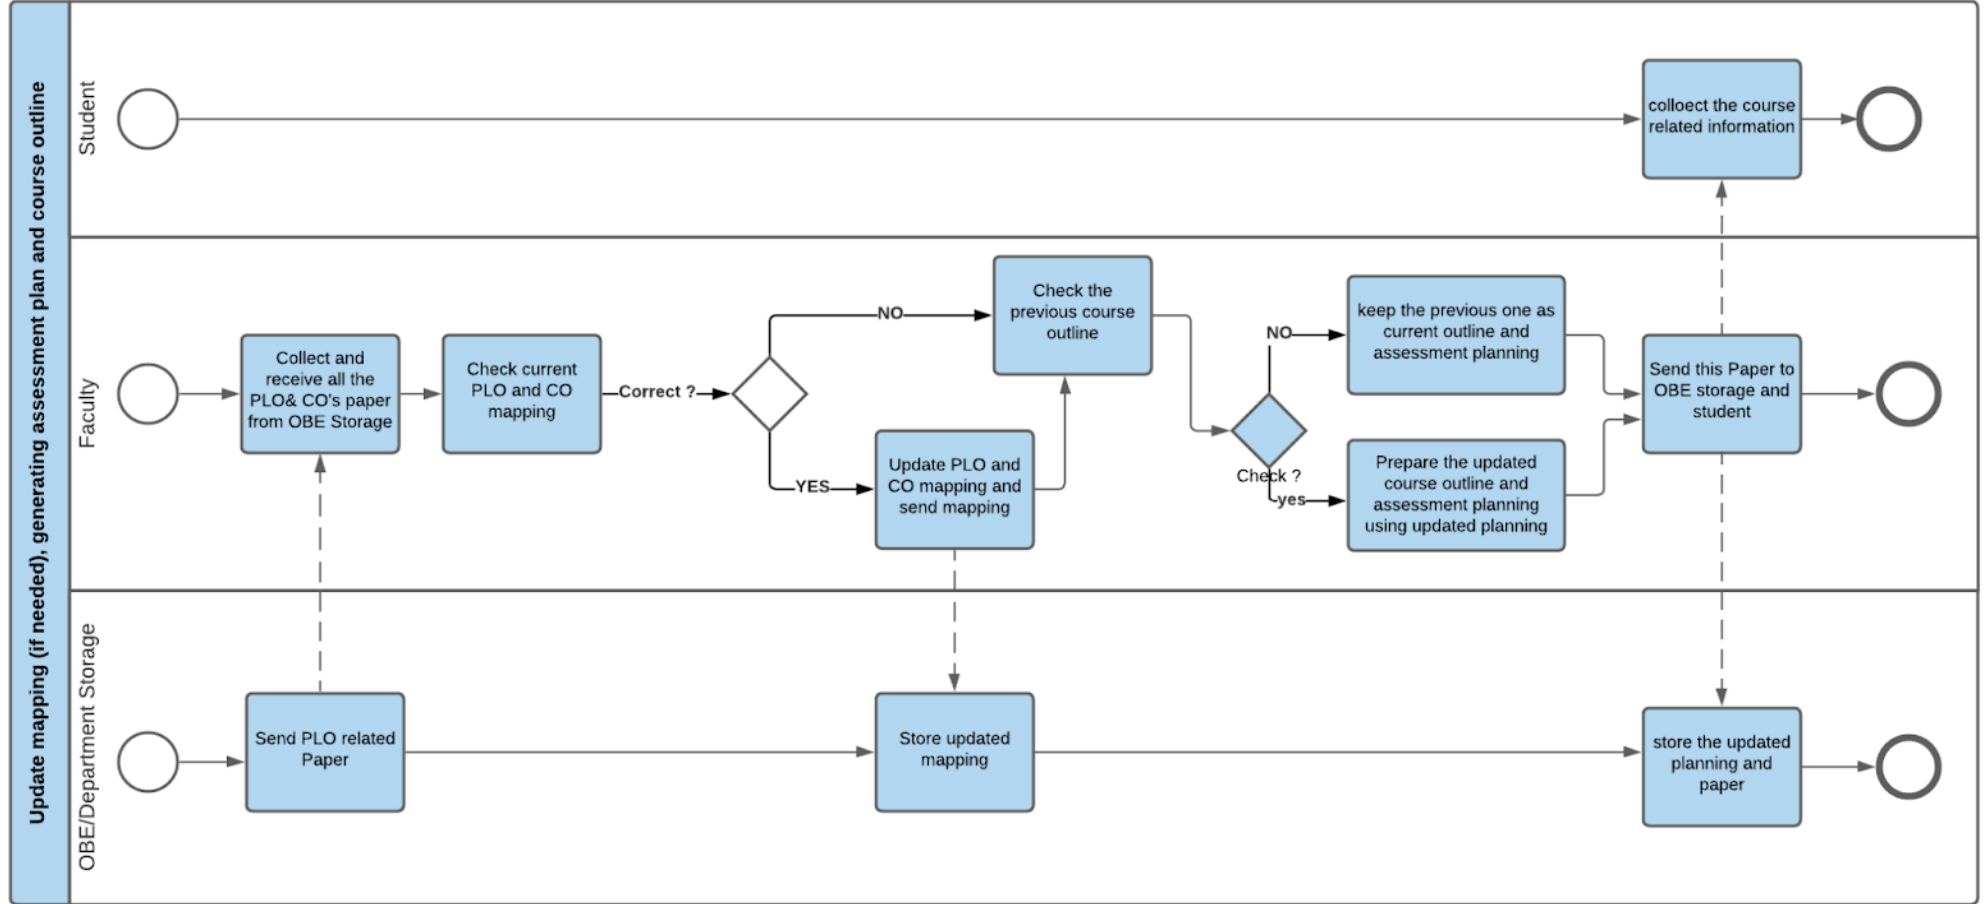 Update mapping (if needed), generating assessment plan and course outline
Student
colloect the course
related information
Faculty
Collect and
receive all the
PLO& CO's paper
from OBE Storage
Check current
PLO and CO
mapping
Correct ?
NO
YES
Check the
previous course
outline
Update PLO and
CO mapping and
send mapping
Check ?
NO
yes
keep the previous one as
current outline and
assessment planning
Prepare the updated
course outline and
assessment planning
using updated planning
Send this Paper to
OBE storage and
student
OBE/Department Storage
Send PLO related
Paper
Store updated
mapping
store the updated
planning and
paper